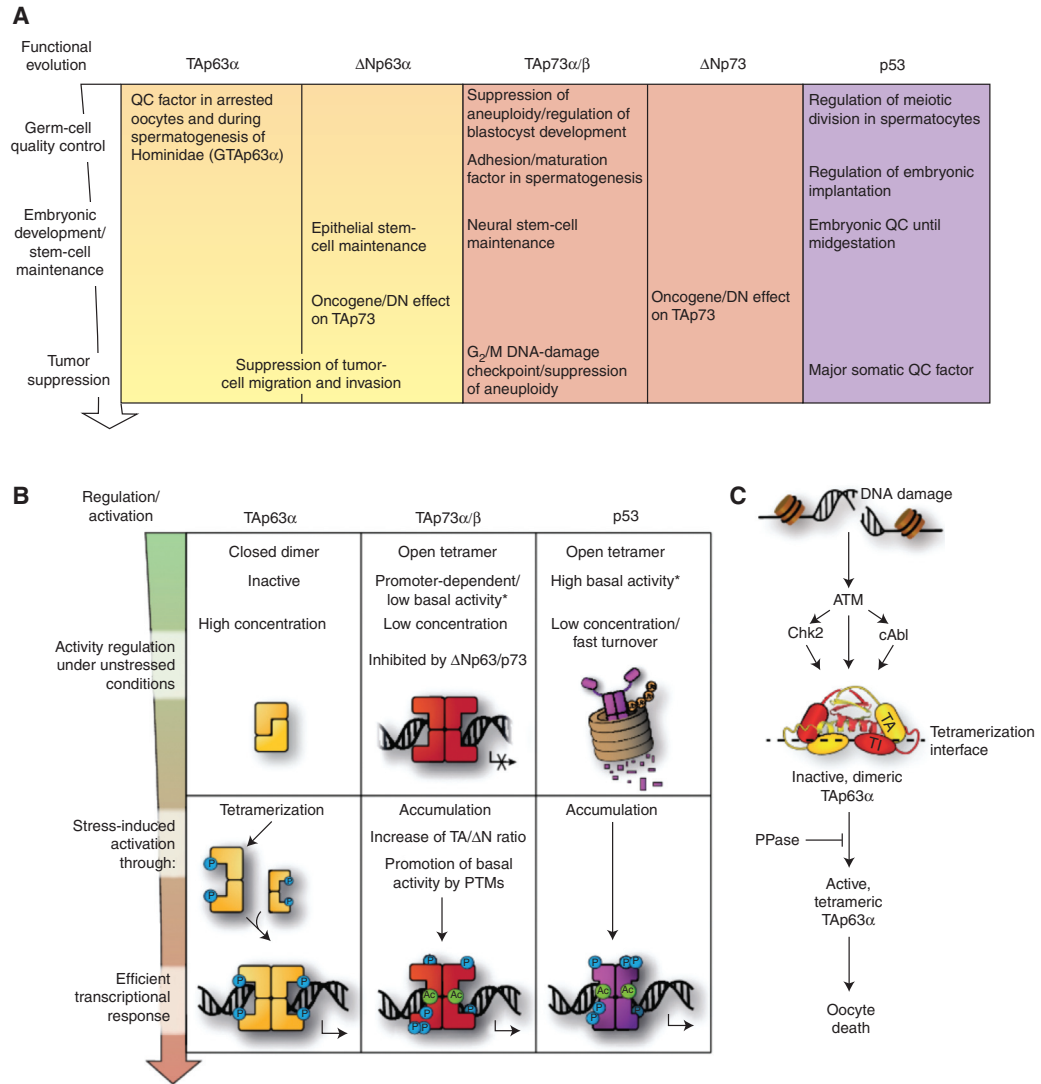 A
Functional
evolution
TAp63α
ΔNp63α
TAp73α/β
ΔNp73
p53
Germ-cell
quality control
QC factor in arrested
oocytes and during
spermatogenesis of
Hominidae (GTAp63α)
Suppression of
aneuploidy/regulation of
blastocyst development
Adhesion/maturation
factor in spermatogenesis
Regulation of meiotic
division in spermatocytes
Regulation of embryonic
implantation
Embryonic
development/
stem-cell
maintenance
Epithelial stem-
cell maintenance
Neural stem-cell
maintenance
Embryonic QC until
midgestation
Oncogene/DN effect
on TAp73
Oncogene/DN effect
on TAp73
Tumor
suppression
Suppression of tumor-
cell migration and invasion
G₂/M DNA-damage
checkpoint/suppression
of aneuploidy
Major somatic QC factor
B
Regulation/
activation
TAp63α
TAp73α/β
p53
Activity regulation
under unstressed
conditions
Closed dimer
Inactive
High concentration
Open tetramer
Promoter-dependent/
low basal activity*
Low concentration
Inhibited by ΔNp63/p73
Open tetramer
High basal activity*
Low concentration/
fast turnover
Stress-induced
activation
through:
Tetramerization
P
P
P
P
Accumulation
Increase of TA/ΔN ratio
Promotion of basal
activity by PTMs
Accumulation
Efficient
transcriptional
response
P
P
P
P
P
P
Ac
Ac
P
P
P
P
P
P
P
Ac
Ac
P
P
C
DNA damage
ATM
Chk2
cAbl
TA
TI
Tetramerization
interface
Inactive, dimeric
TAp63α
PPase
Active,
tetrameric
TAp63α
Oocyte
death